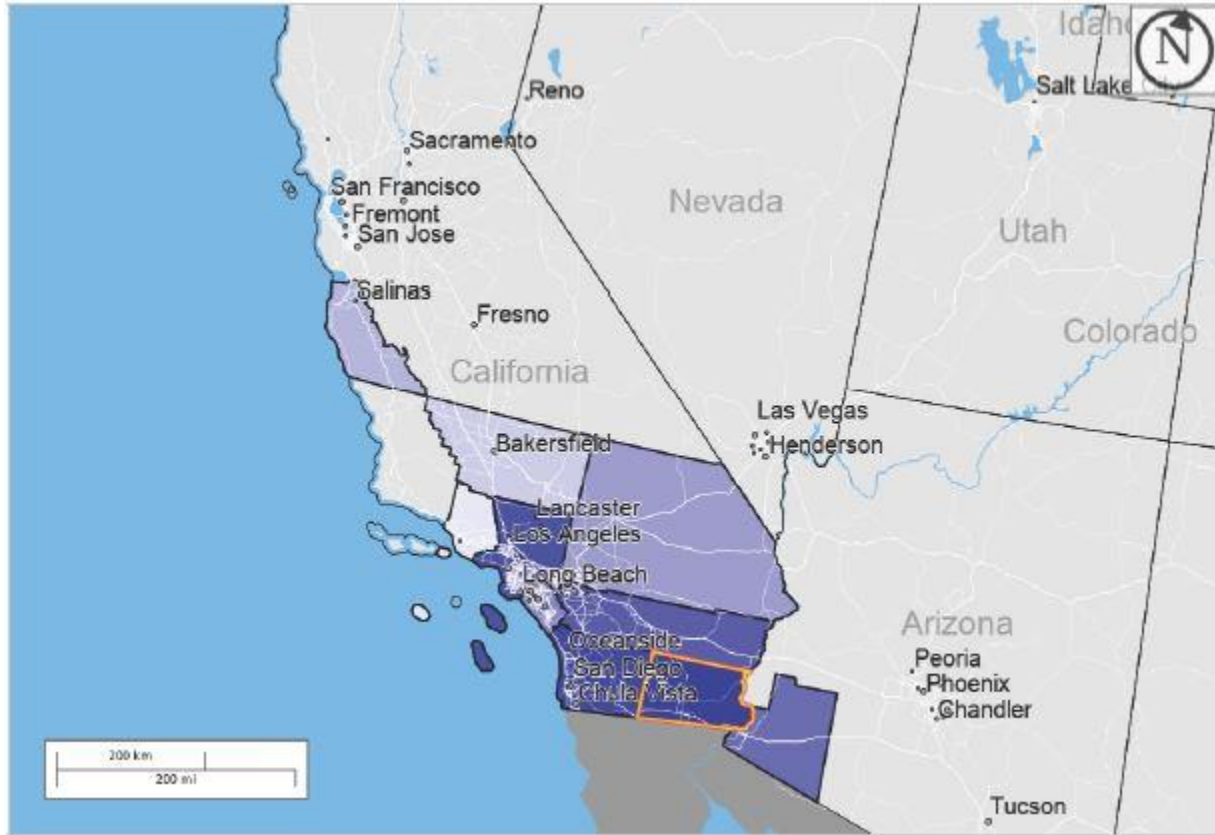 Idaho
N
Salt Lake City
Reno
Sacramento
San Francisco
Fremont
San Jose
Nevada
Utah
Salinas
Fresno
Colorado
California
Las Vegas
Henderson
Bakersfield
Lancaster
Los Angeles
Long Beach
Arizona
Oceanside
Peoria
San Diego
Phoenix
Chula Vista
Chandler
200 km
200 mi
Tucson